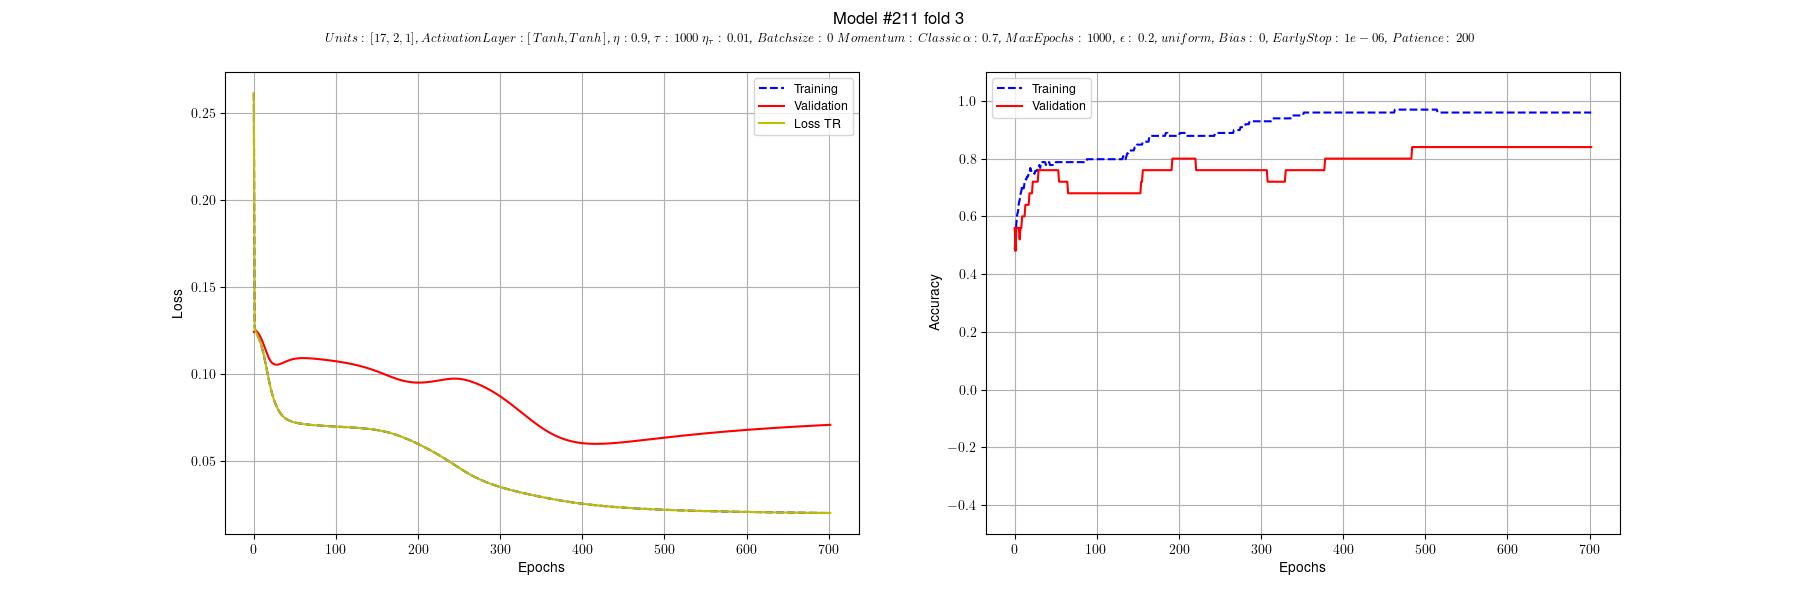 Model #211 fold 3
Units : [17, 2, 1], ActivationLayer : [Tanh, Tanh], η : 0.9, τ : 1000 ητ : 0.01, Batchsize : 0 Momentum : Classic α : 0.7, MaxEpochs : 1000, ϵ : 0.2, uniform, Bias : 0, EarlyStop : 1e − 06, Patience : 200
Training
Validation
Loss TR
0.25
0.20
0.15
0.10
0.05
Loss
0 100 200 300 400 500 600 700
Epochs
Training
Validation
1.0
0.8
0.6
0.4
0.2
0.0
−0.2
−0.4
Accuracy
0 100 200 300 400 500 600 700
Epochs